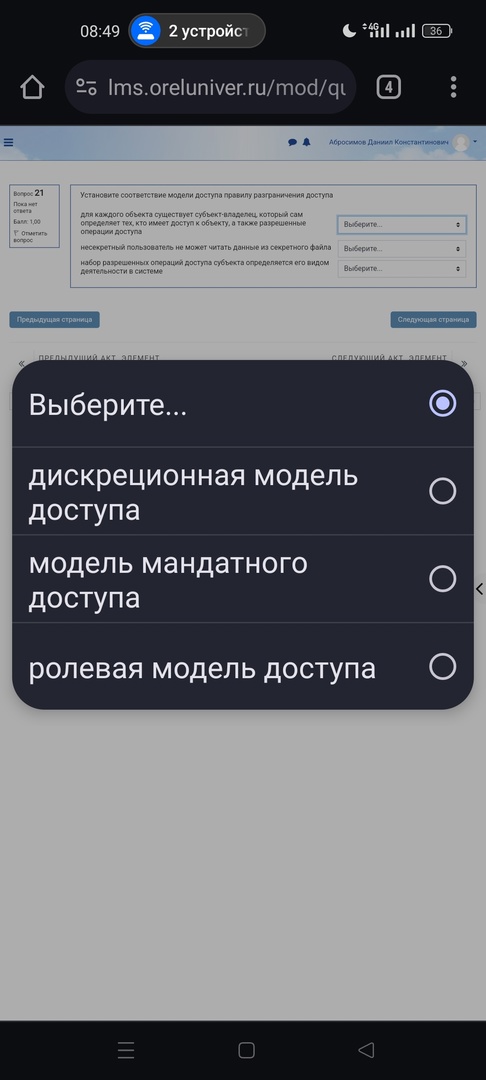 08:49
2 устройст
4G
36
lms.oreluniver.ru/mod/qu
4
Абросимов Даниил Константинович
Вопрос 21
Пока нет
ответа
Балл: 1,00
Отметить
вопрос
Установите соответствие модели доступа правилу разграничения доступа
для каждого объекта существует субъект-владелец, который сам
определяет тех, кто имеет доступ к объекту, а также разрешенные
операции доступа
Выберите...
несекретный пользователь не может читать данные из секретного файла
Выберите...
набор разрешенных операций доступа субъекта определяется его видом
деятельности в системе
Выберите...
Предыдущая страница
Следующая страница
ПРЕДЫДУЩИЙ АКТ. ЭЛЕМЕНТ
СЛЕДУЮЩИЙ АКТ. ЭЛЕМЕНТ
Выберите...
дискреционная модель
доступа
модель мандатного
доступа
ролевая модель доступа